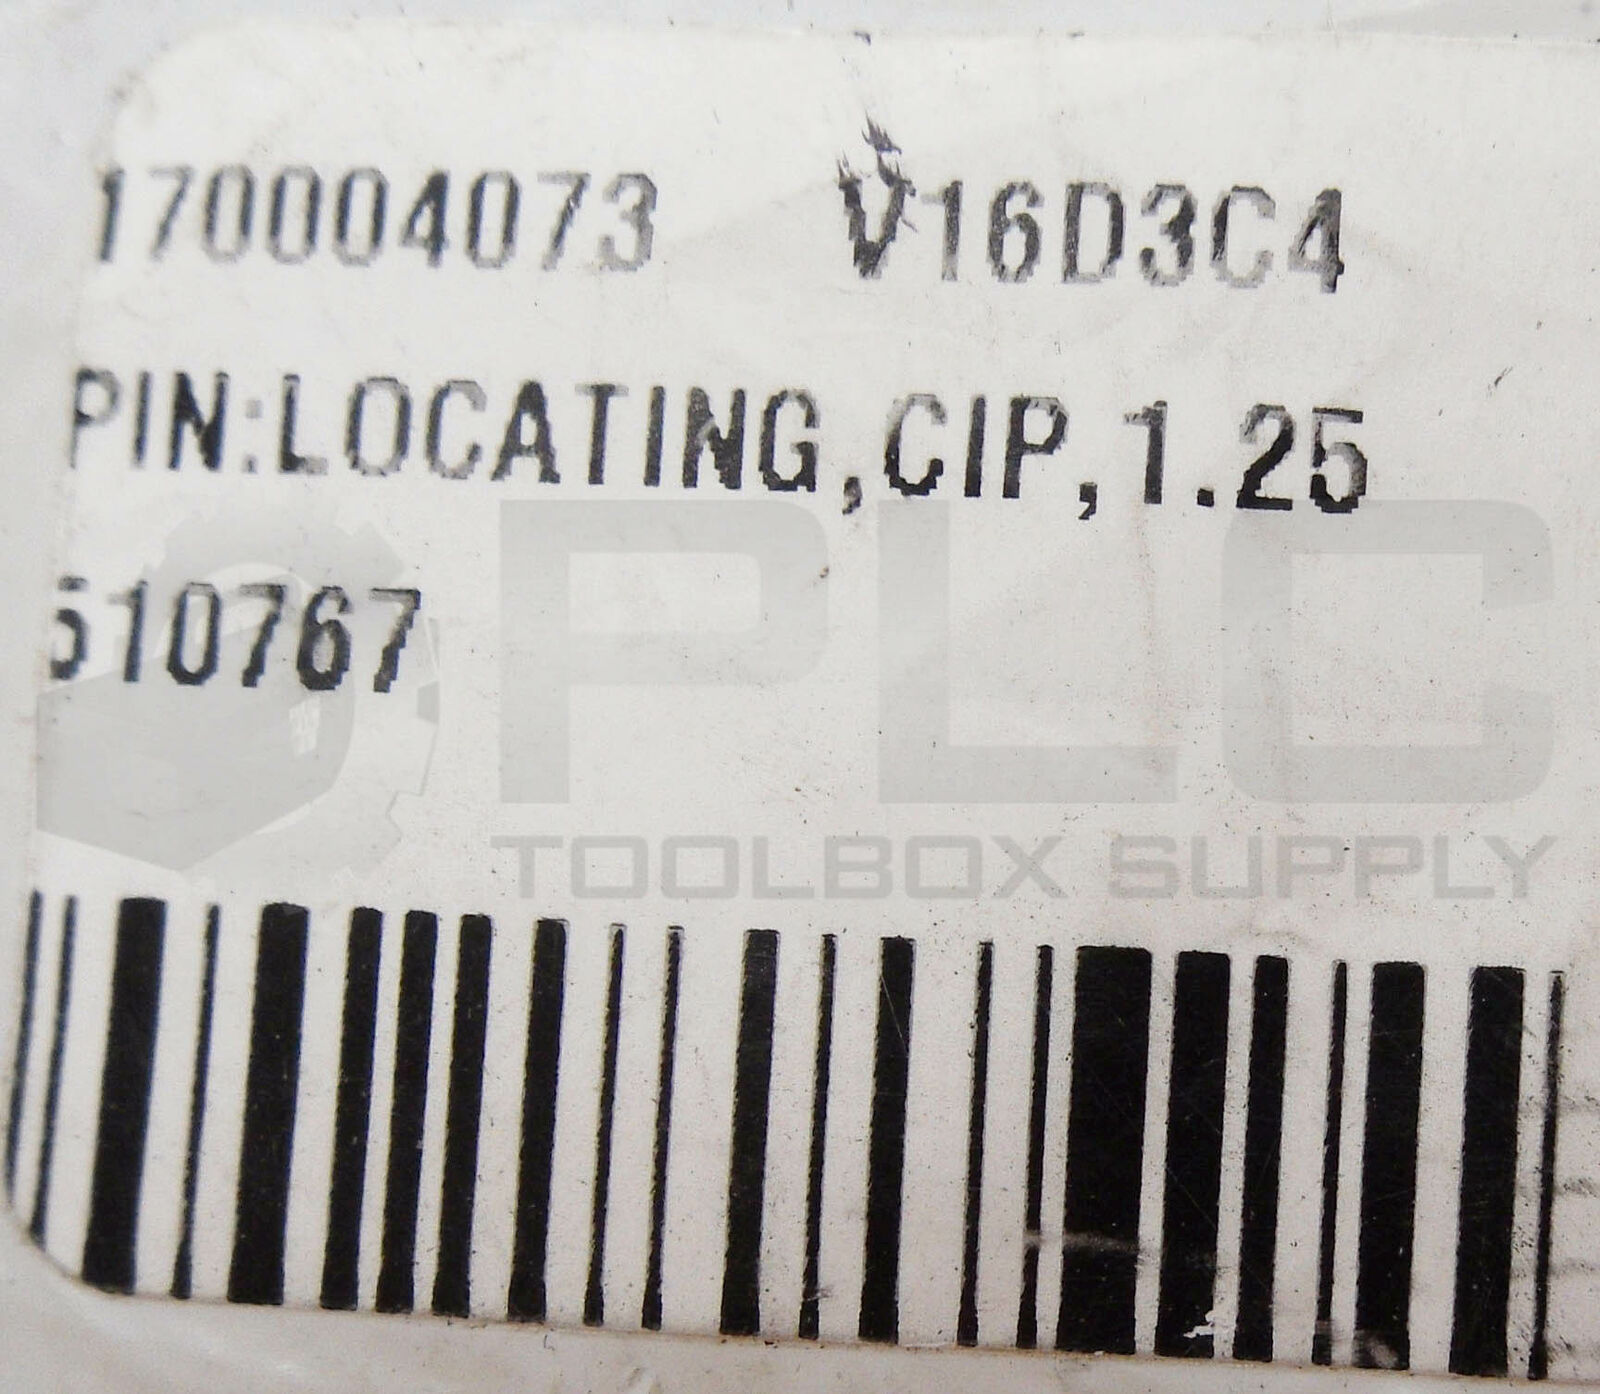 170004073 V16D3C4
PIN:LOCATING,CIP,1.25
510767
PLC
TOOLBOX SUPPLY